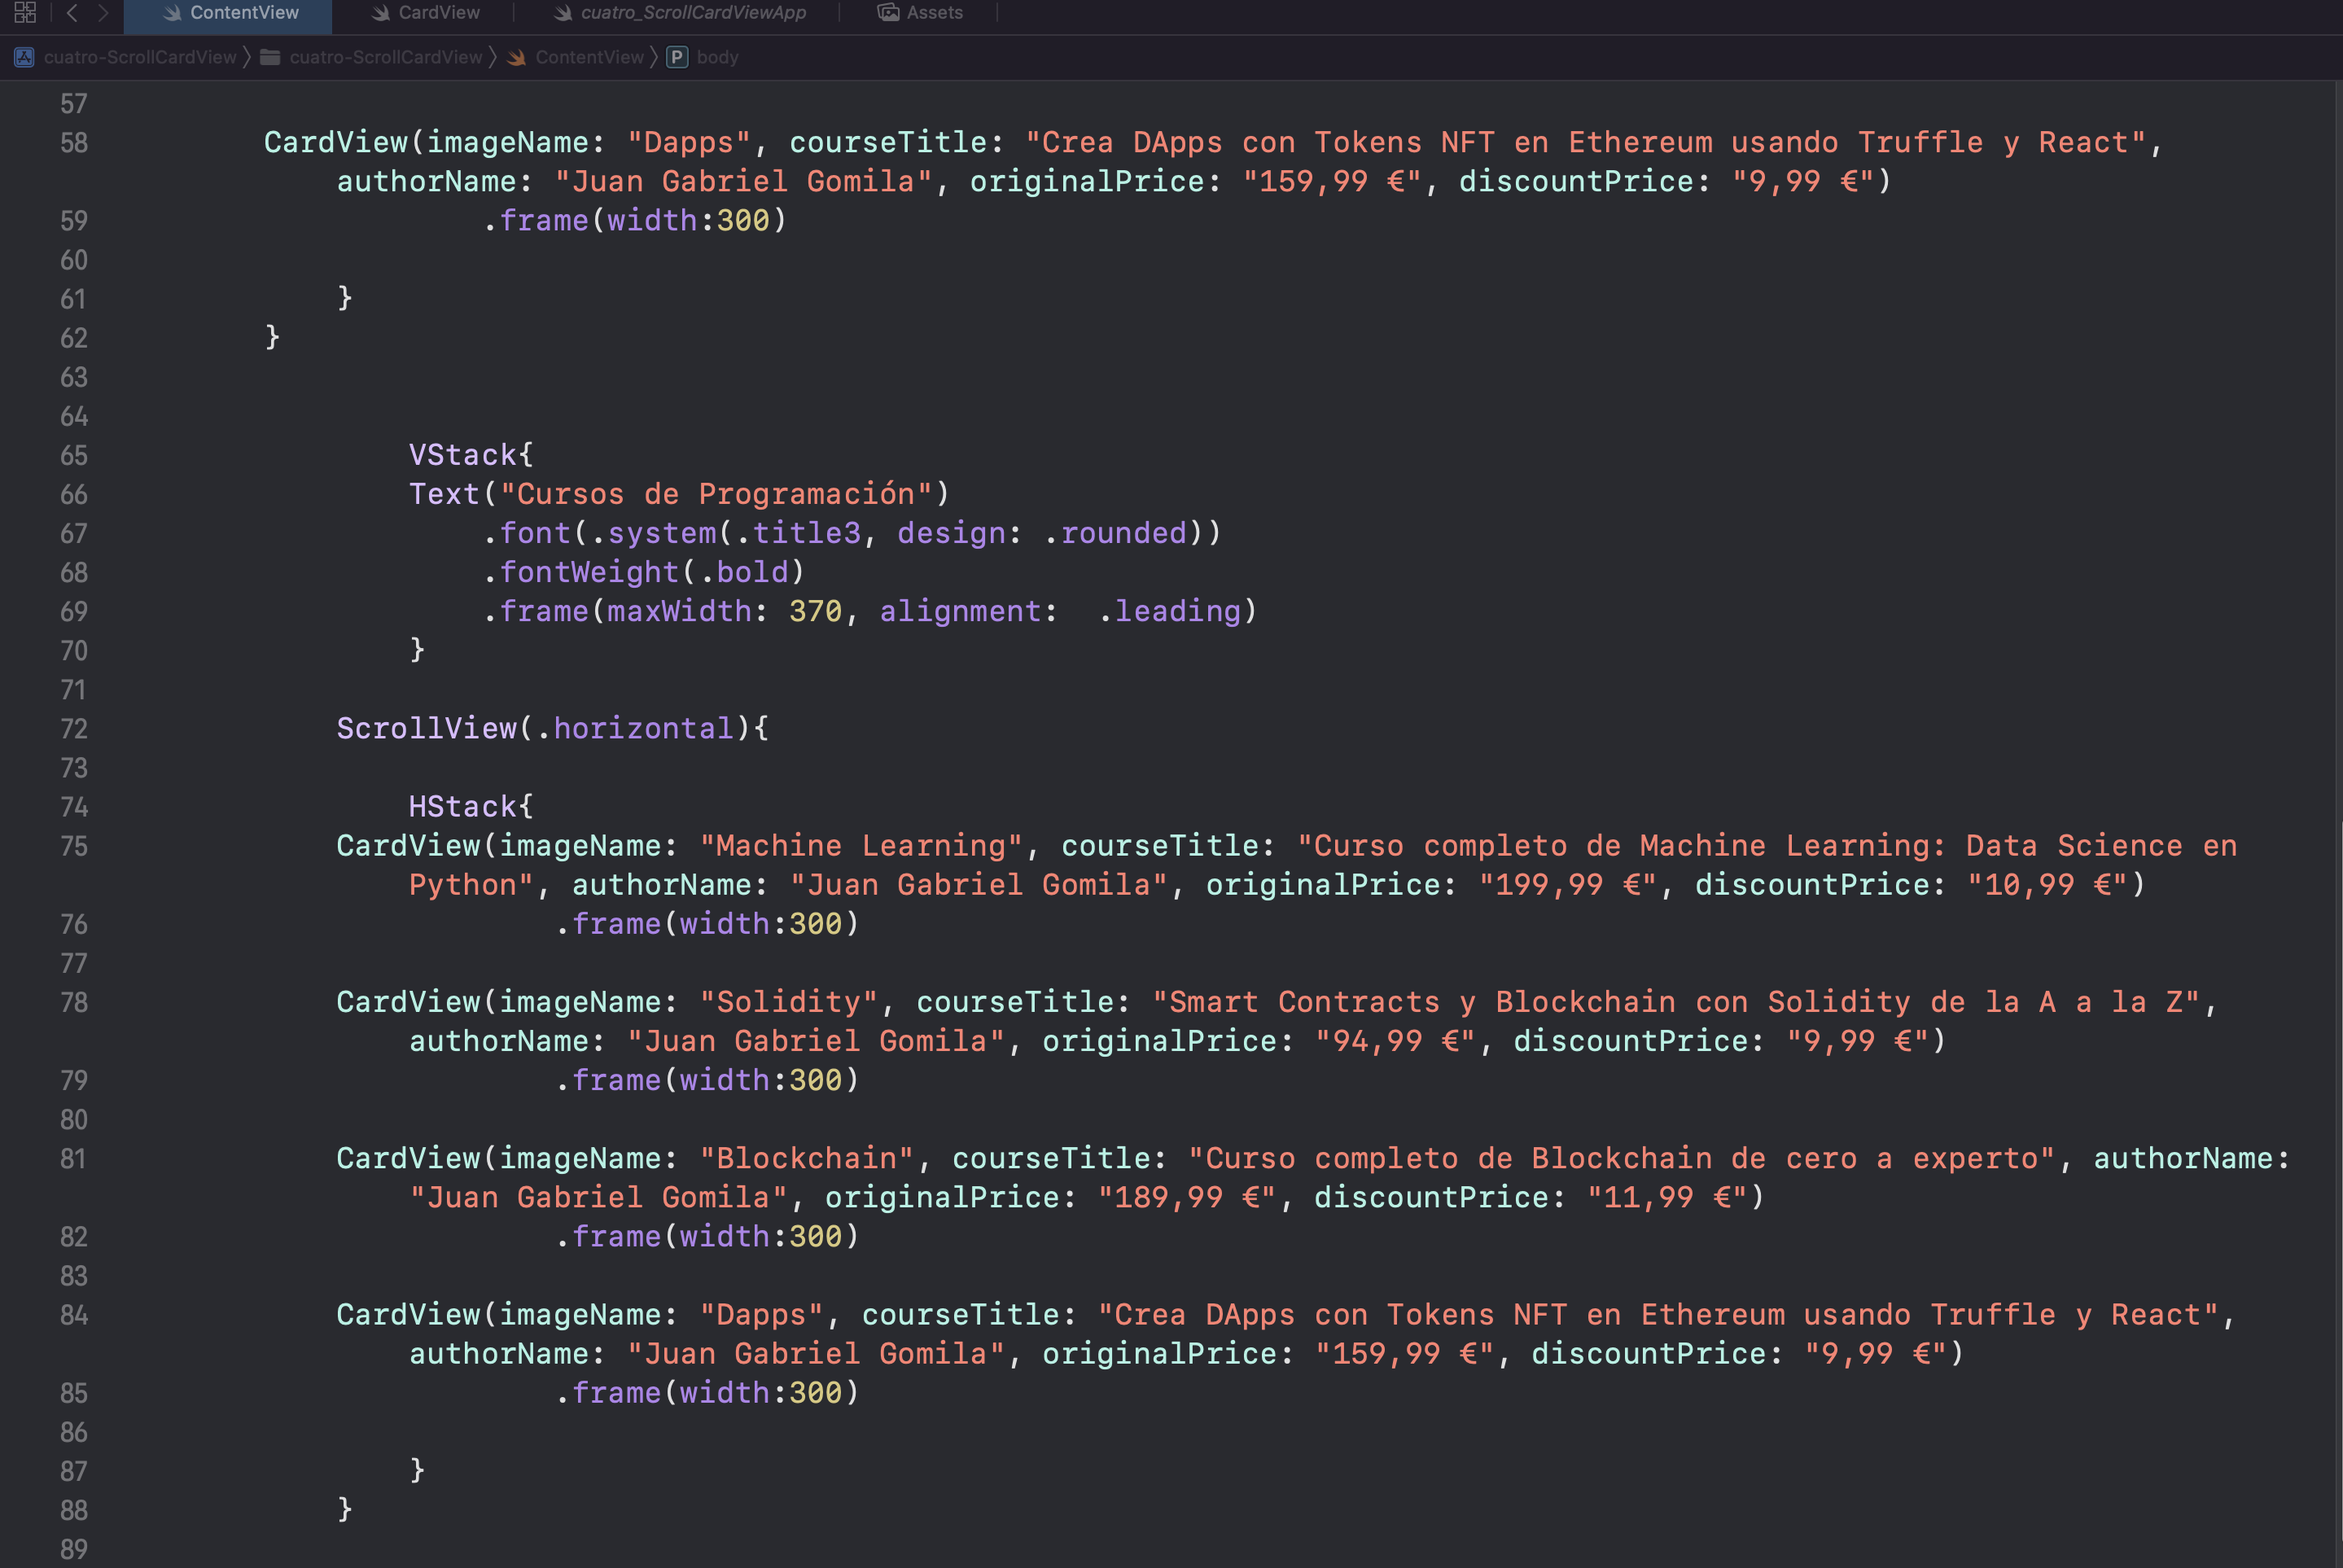 ContentView CardView cuatro_ScrollCardViewApp Assets
cuatro-ScrollCardView cuatro-ScrollCardView ContentView P body
57
58 CardView(imageName: "Dapps", courseTitle: "Crea DApps con Tokens NFT en Ethereum usando Truffle y React",
authorName: "Juan Gabriel Gomila", originalPrice: "159,99 €", discountPrice: "9,99 €")
59 .frame(width:300)
60
61 }
62 }
63
64
65 VStack{
66 Text("Cursos de Programación")
67 .font(.system(.title3, design: .rounded))
68 .fontWeight(.bold)
69 .frame(maxWidth: 370, alignment:  .leading)
70 }
71
72 ScrollView(.horizontal){
73
74 HStack{
75 CardView(imageName: "Machine Learning", courseTitle: "Curso completo de Machine Learning: Data Science en
Python", authorName: "Juan Gabriel Gomila", originalPrice: "199,99 €", discountPrice: "10,99 €")
76 .frame(width:300)
77
78 CardView(imageName: "Solidity", courseTitle: "Smart Contracts y Blockchain con Solidity de la A a la Z",
authorName: "Juan Gabriel Gomila", originalPrice: "94,99 €", discountPrice: "9,99 €")
79 .frame(width:300)
80
81 CardView(imageName: "Blockchain", courseTitle: "Curso completo de Blockchain de cero a experto", authorName:
"Juan Gabriel Gomila", originalPrice: "189,99 €", discountPrice: "11,99 €")
82 .frame(width:300)
83
84 CardView(imageName: "Dapps", courseTitle: "Crea DApps con Tokens NFT en Ethereum usando Truffle y React",
authorName: "Juan Gabriel Gomila", originalPrice: "159,99 €", discountPrice: "9,99 €")
85 .frame(width:300)
86
87 }
88 }
89